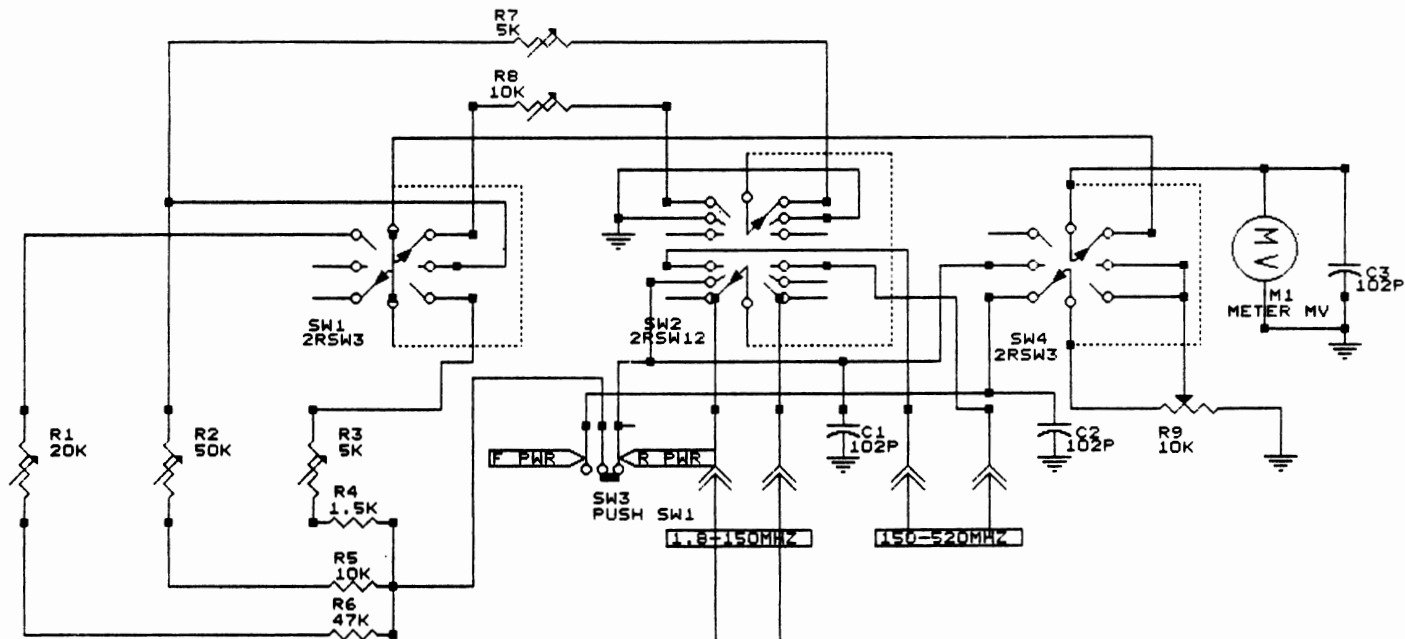 R7
5K
R8
10K
SW1
2RSW3
SW2
2RSW12
SW4
2RSW3
MV
M1
METER MV
C3
102P
R1
20K
R2
50K
R3
5K
R4
1.5K
R5
10K
R6
47K
F PWR
R PWR
SW3
PUSH SW1
C1
102P
C2
102P
R9
10K
1.8-150MHZ
150-520MHZ